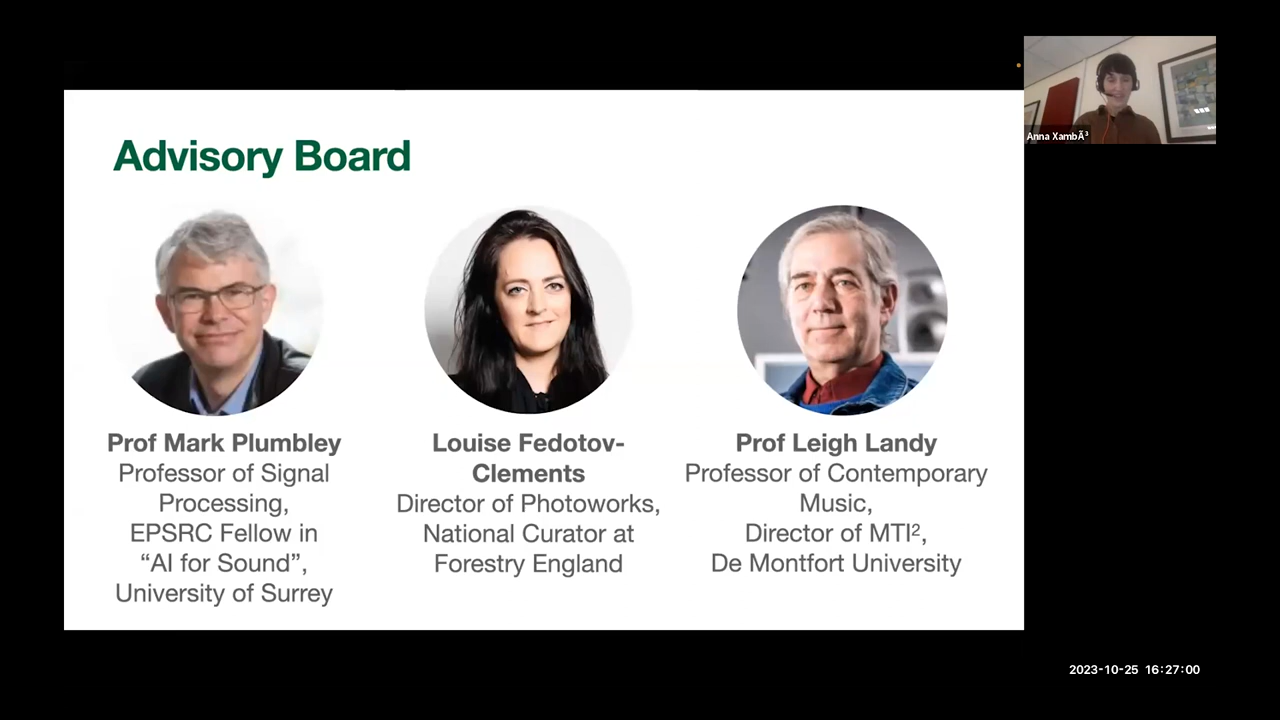 Advisory Board
Prof Mark Plumbley
Professor of Signal
Processing,
EPSRC Fellow in
“AI for Sound”,
University of Surrey
Louise Fedotov-
Clements
Director of Photoworks,
National Curator at
Forestry England
Prof Leigh Landy
Professor of Contemporary
Music,
Director of MTI²,
De Montfort University
Anna XambÃ³
2023-10-25 16:27:00